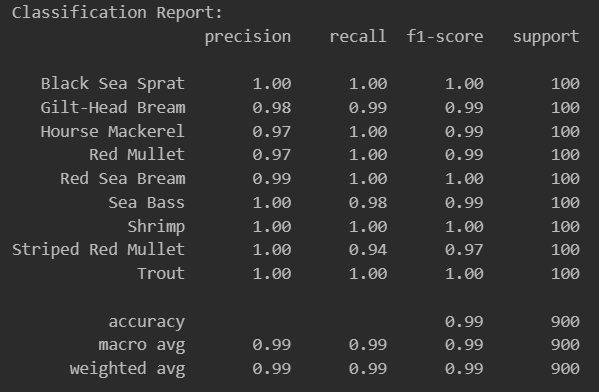 Classification Report:
precision recall f1-score support
Black Sea Sprat 1.00 1.00 1.00 100
Gilt-Head Bream 0.98 0.99 0.99 100
Hourse Mackerel 0.97 1.00 0.99 100
Red Mullet 0.97 1.00 0.99 100
Red Sea Bream 0.99 1.00 1.00 100
Sea Bass 1.00 0.98 0.99 100
Shrimp 1.00 1.00 1.00 100
Striped Red Mullet 1.00 0.94 0.97 100
Trout 1.00 1.00 1.00 100
accuracy 0.99 900
macro avg 0.99 0.99 0.99 900
weighted avg 0.99 0.99 0.99 900